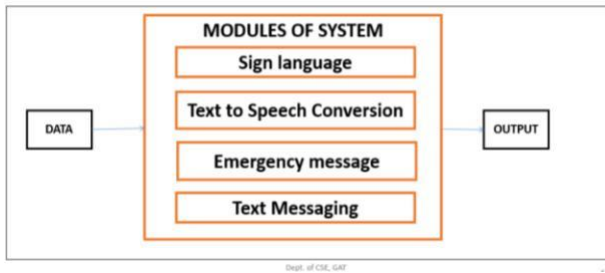 MODULES OF SYSTEM
Sign language
Text to Speech Conversion
DATA
OUTPUT
Emergency message
Text Messaging
Dept. of CSE, GAT